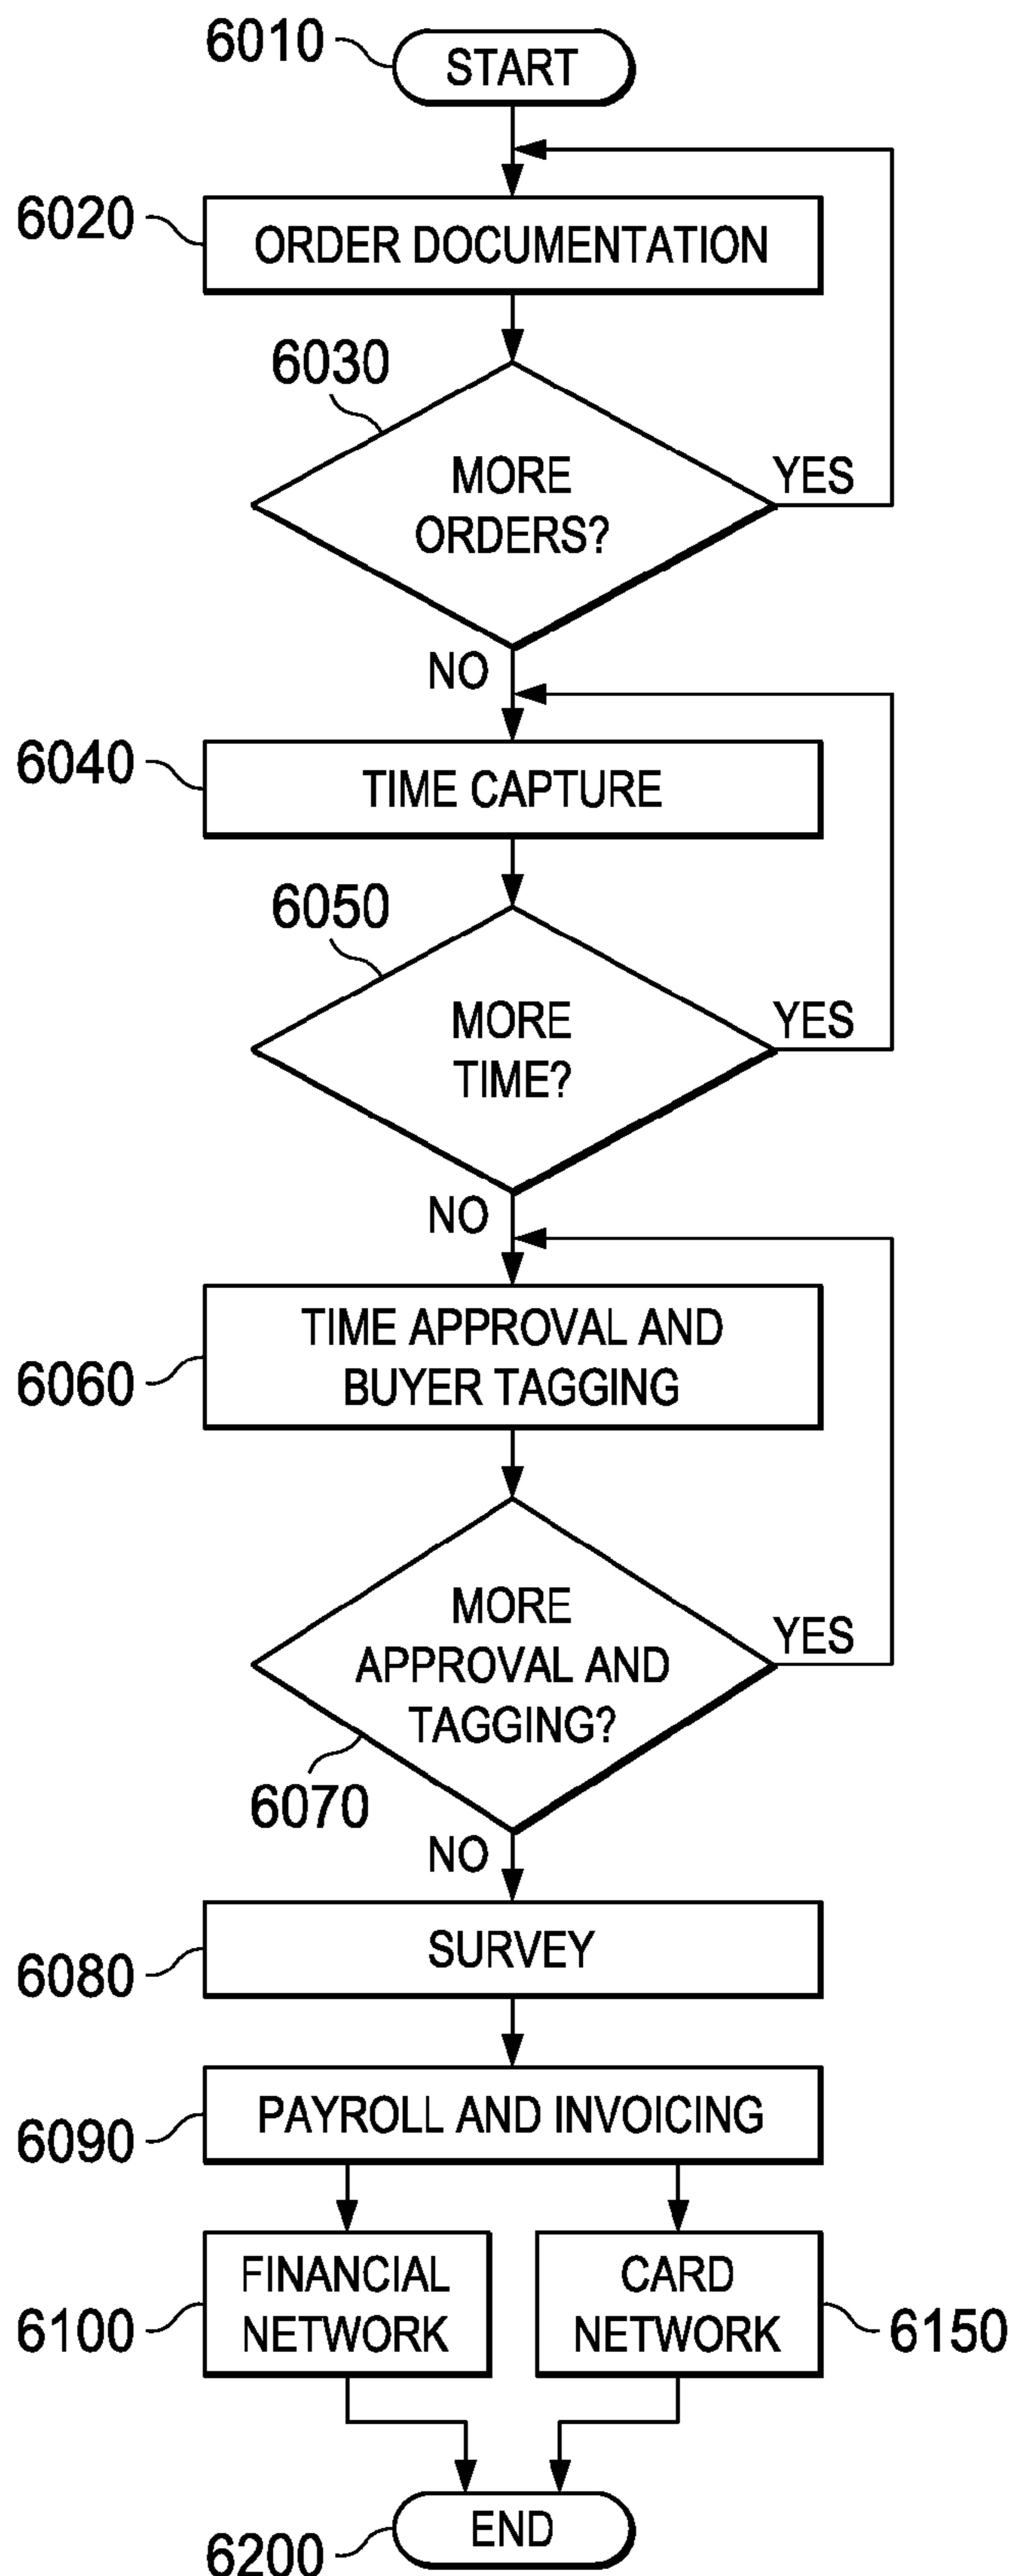 6010
START
6020
ORDER DOCUMENTATION
6030
MORE
ORDERS?
YES
NO
6040
TIME CAPTURE
6050
MORE
TIME?
YES
NO
6060
TIME APPROVAL AND
BUYER TAGGING
MORE
APPROVAL AND
TAGGING?
YES
6070
NO
6080
SURVEY
6090
PAYROLL AND INVOICING
6100
FINANCIAL
NETWORK
CARD
NETWORK
6150
6200
END